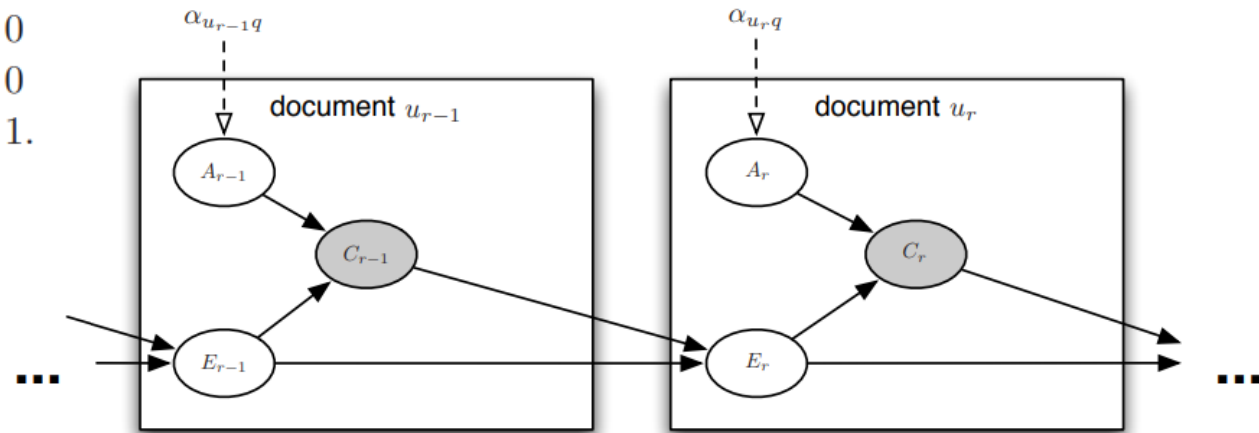 0
0
1.
α_{u_{r−1}q}
α_{u_r q}
document u_{r−1}
document u_r
A_{r−1}
A_r
C_{r−1}
C_r
E_{r−1}
E_r
...
...